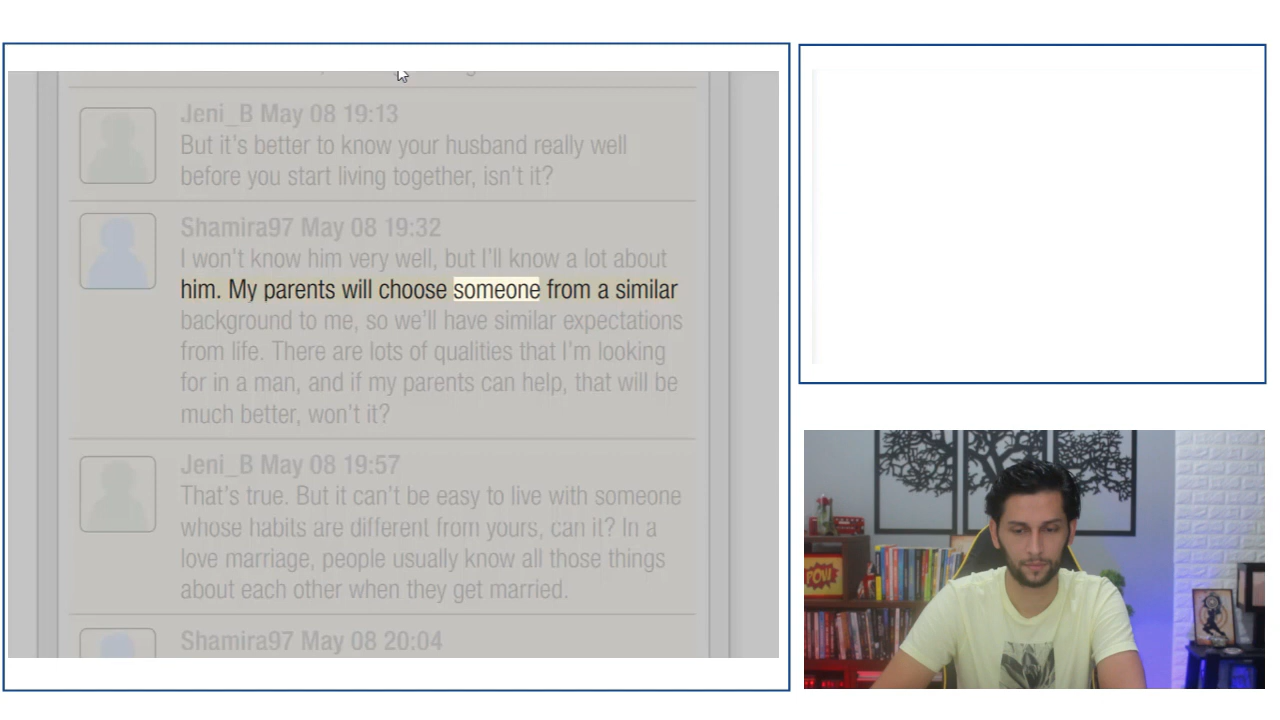 Jeni_B May 08 19:13
But it's better to know your husband really well
before you start living together, isn't it?
Shamira97 May 08 19:32
I won't know him very well, but I'll know a lot about
him. My parents will choose someone from a similar
background to me, so we'll have similar expectations
from life. There are lots of qualities that I'm looking
for in a man, and if my parents can help, that will be
much better, won't it?
Jeni_B May 08 19:57
That's true. But it can't be easy to live with someone
whose habits are different from yours, can it? In a
love marriage, people usually know all those things
about each other when they get married.
Shamira97 May 08 20:04
POW!